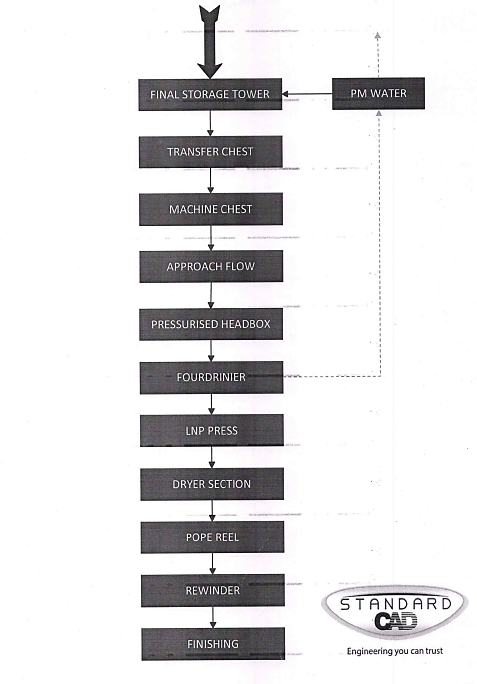 FINAL STORAGE TOWER
PM WATER
TRANSFER CHEST
MACHINE CHEST
APPROACH FLOW
PRESSURISED HEADBOX
FOURDRINIER
LNP PRESS
DRYER SECTION
POPE REEL
REWINDER
FINISHING
STANDARD
CAD
Engineering you can trust